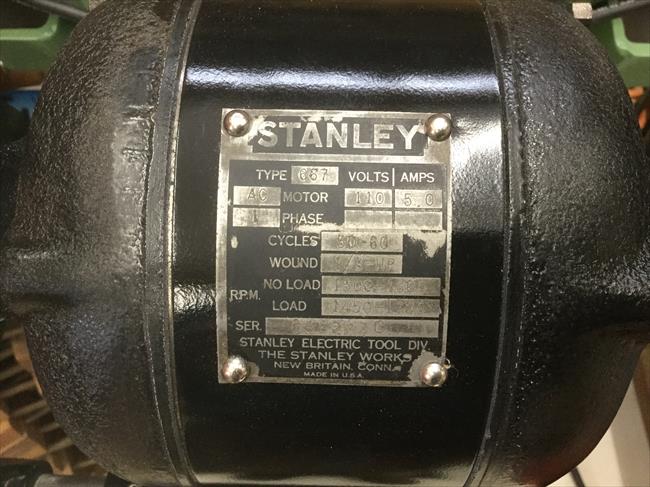 STANLEY
TYPE 667 VOLTS AMPS
AC MOTOR 110 5.0
1 PHASE
CYCLES 50-60
WOUND
NO LOAD
R.P.M.
LOAD
SER.
STANLEY ELECTRIC TOOL DIV.
THE STANLEY WORKS
NEW BRITAIN, CONN.
MADE IN U.S.A.